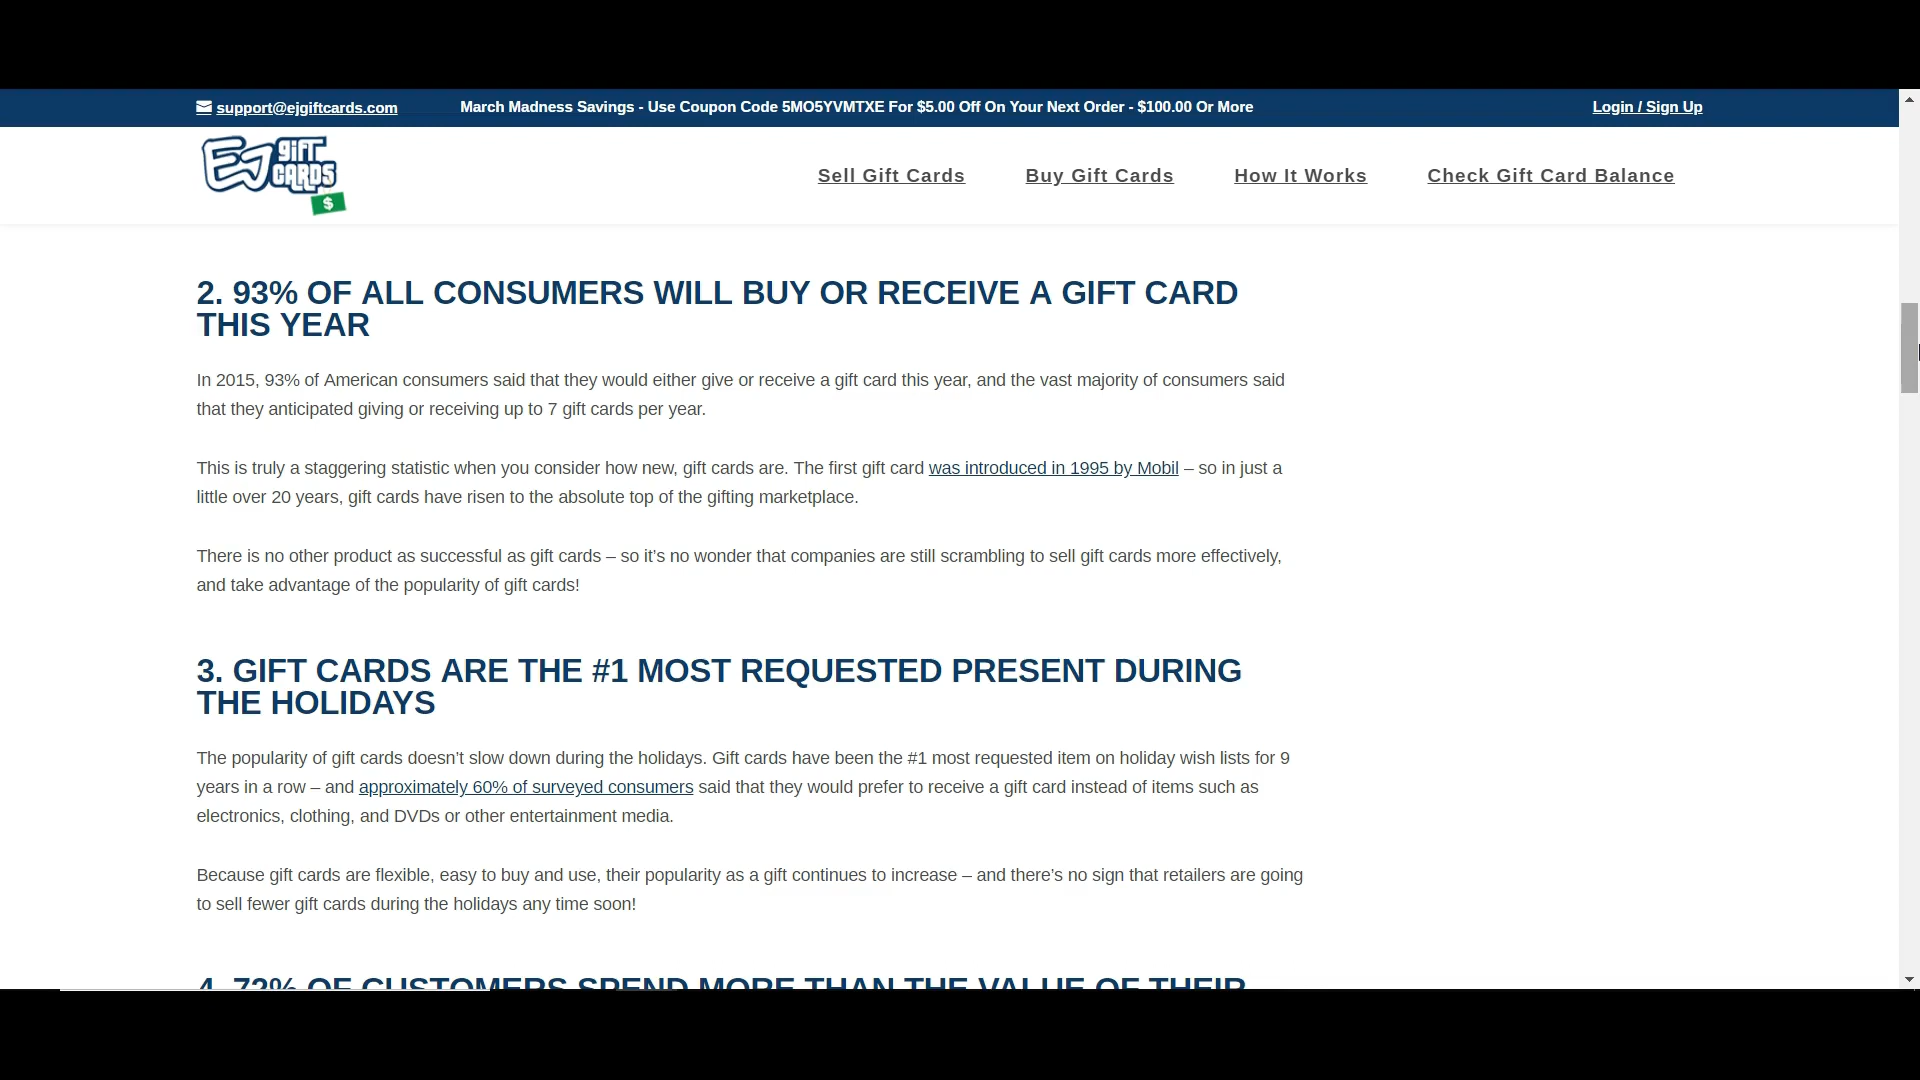 support@ejgiftcards.com
March Madness Savings - Use Coupon Code 5MO5YVMTXE For $5.00 Off On Your Next Order - $100.00 Or More
Login / Sign Up
EJ GIFT CARDS
$
Sell Gift Cards
Buy Gift Cards
How It Works
Check Gift Card Balance
2. 93% OF ALL CONSUMERS WILL BUY OR RECEIVE A GIFT CARD
THIS YEAR
In 2015, 93% of American consumers said that they would either give or receive a gift card this year, and the vast majority of consumers said
that they anticipated giving or receiving up to 7 gift cards per year.
This is truly a staggering statistic when you consider how new, gift cards are. The first gift card was introduced in 1995 by Mobil – so in just a
little over 20 years, gift cards have risen to the absolute top of the gifting marketplace.
There is no other product as successful as gift cards – so it’s no wonder that companies are still scrambling to sell gift cards more effectively,
and take advantage of the popularity of gift cards!
3. GIFT CARDS ARE THE #1 MOST REQUESTED PRESENT DURING
THE HOLIDAYS
The popularity of gift cards doesn’t slow down during the holidays. Gift cards have been the #1 most requested item on holiday wish lists for 9
years in a row – and approximately 60% of surveyed consumers said that they would prefer to receive a gift card instead of items such as
electronics, clothing, and DVDs or other entertainment media.
Because gift cards are flexible, easy to buy and use, their popularity as a gift continues to increase – and there’s no sign that retailers are going
to sell fewer gift cards during the holidays any time soon!
4. 72% OF CUSTOMERS SPEND MORE THAN THE VALUE OF THEIR